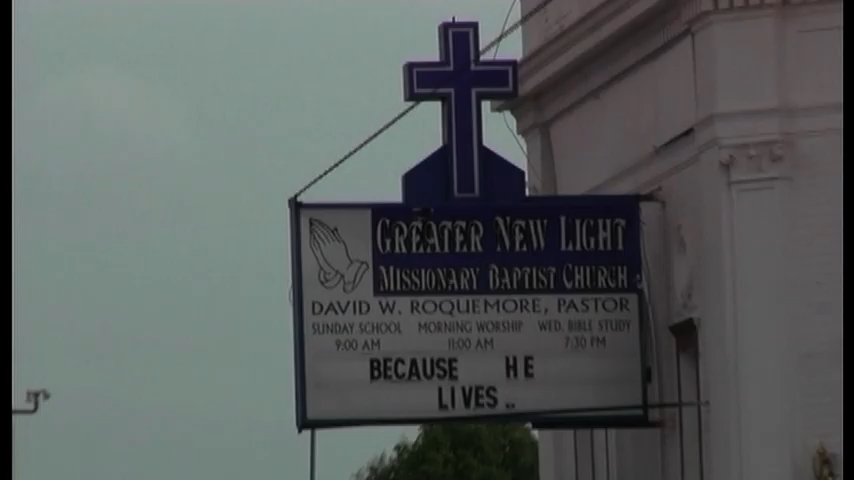 GREATER NEW LIGHT
MISSIONARY BAPTIST CHURCH
DAVID W. ROQUEMORE, PASTOR
SUNDAY SCHOOL MORNING WORSHIP WED. BIBLE STUDY
9:00 AM 11:00 AM 7:30 PM
BECAUSE HE
LIVES..